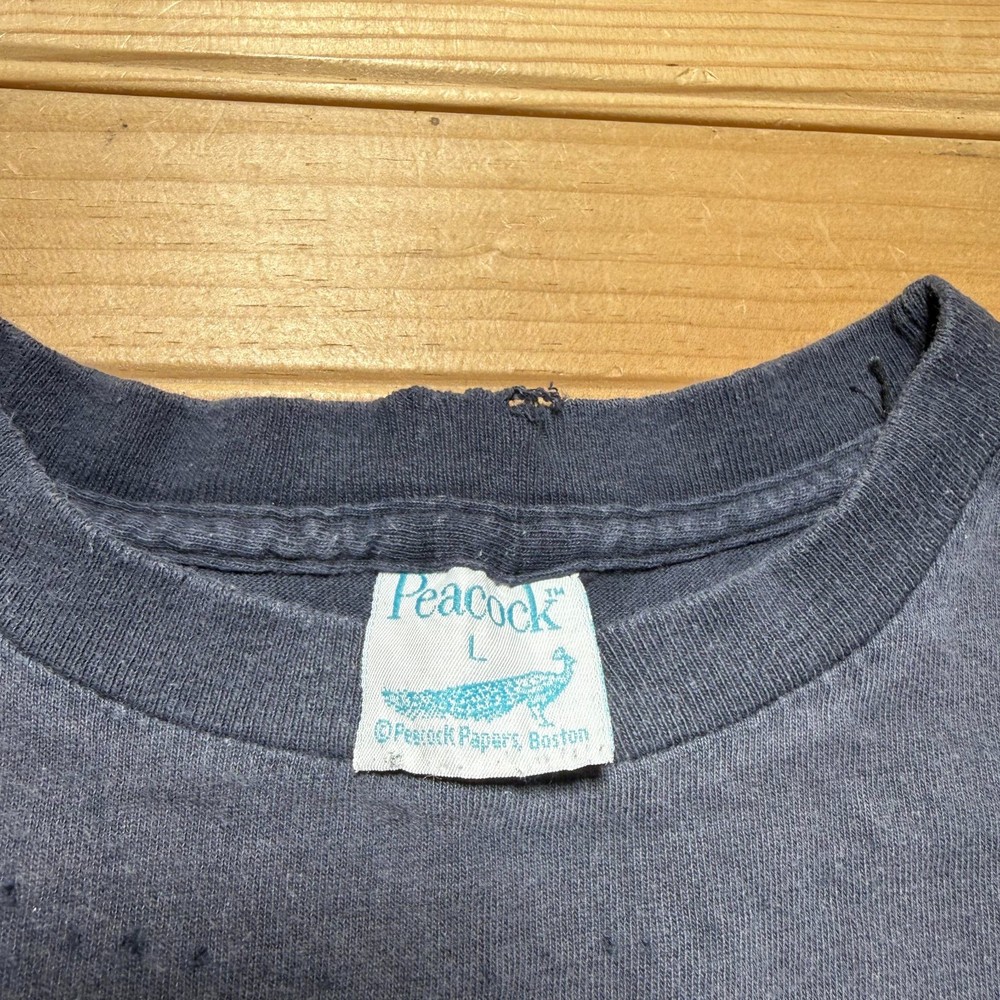 Peacock™
L
©Peacock Papers, Boston